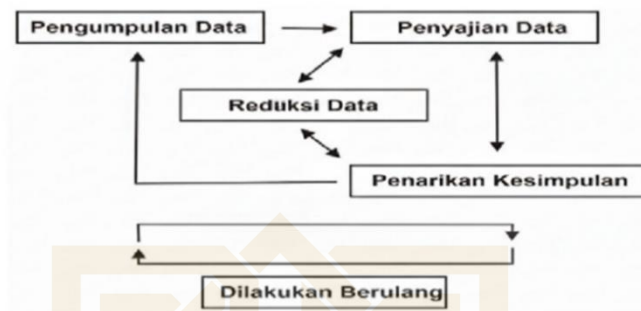 Pengumpulan Data
Penyajian Data
Reduksi Data
Penarikan Kesimpulan
Dilakukan Berulang